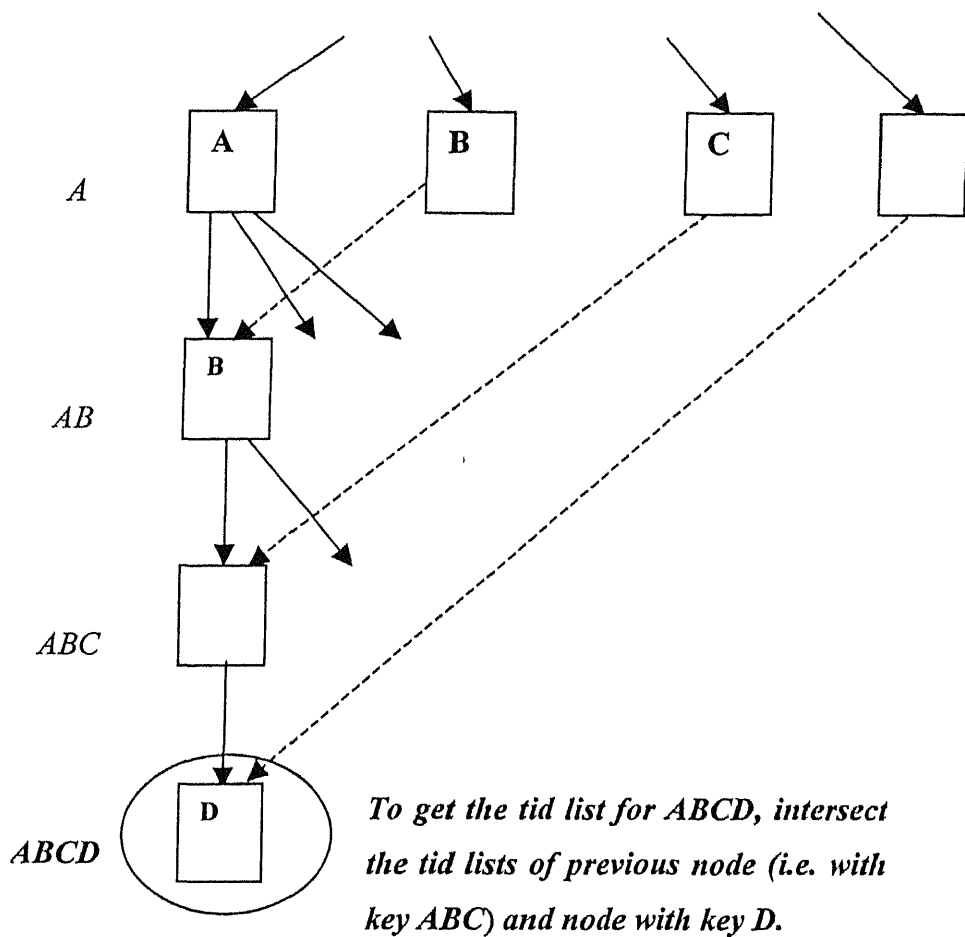 A
B
C
A
B
AB
ABC
D
ABCD
To get the tid list for ABCD, intersect
the tid lists of previous node (i.e. with
key ABC) and node with key D.